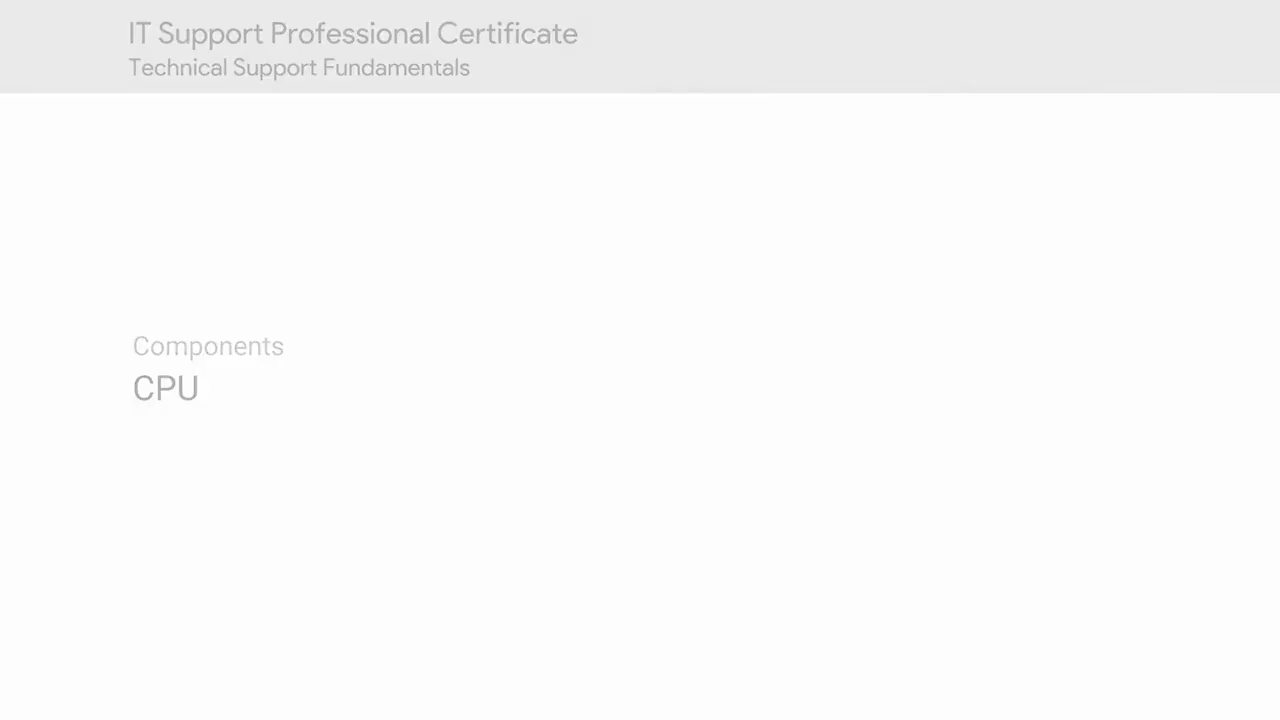 IT Support Professional Certificate
Technical Support Fundamentals
Components
CPU